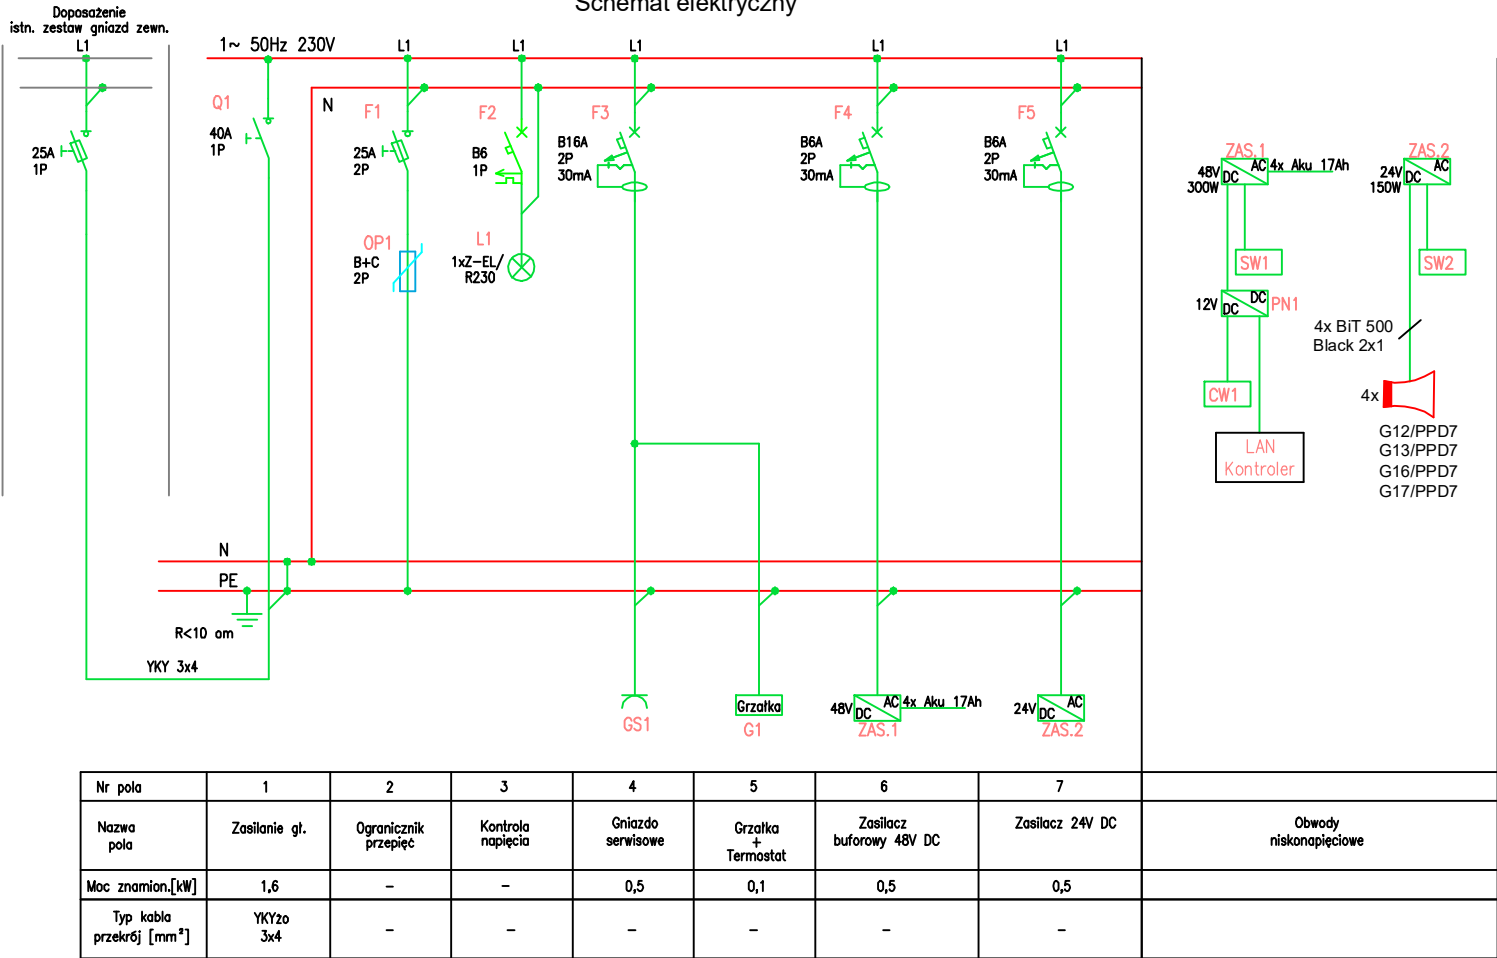 Schemat elektryczny
Doposażenie
istn. zestaw gniazd zewn.
L1
1~ 50Hz 230V
L1
L1
L1
L1
L1
N
25A
1P
Q1
40A
1P
F1
25A
2P
F2
B6
1P
F3
B16A
2P
30mA
F4
B6A
2P
30mA
F5
B6A
2P
30mA
OP1
B+C
2P
L1
1xZ-EL/
R230
ZAS.1
48V
300W
DC
AC
4x Aku 17Ah
SW1
12V
DC
DC
PN1
CW1
LAN
Kontroler
ZAS.2
24V
150W
DC
AC
SW2
4x BiT 500
Black 2x1
4x
G12/PPD7
G13/PPD7
G16/PPD7
G17/PPD7
N
PE
R<10 om
YKY 3x4
GS1
Grzałka
G1
48V
DC
AC
4x Aku 17Ah
ZAS.1
24V
DC
AC
ZAS.2
Nr pola 1 2 3 4 5 6 7
Nazwa
pola
Zasilanie gł.
Ogranicznik
przepięć
Kontrola
napięcia
Gniazdo
serwisowe
Grzałka
+
Termostat
Zasilacz
buforowy 48V DC
Zasilacz 24V DC
Obwody
niskonapięciowe
Moc znamion.[kW] 1,6 - - 0,5 0,1 0,5 0,5
Typ kabla
przekrój [mm²]
YKYżo
3x4
- - - - - -